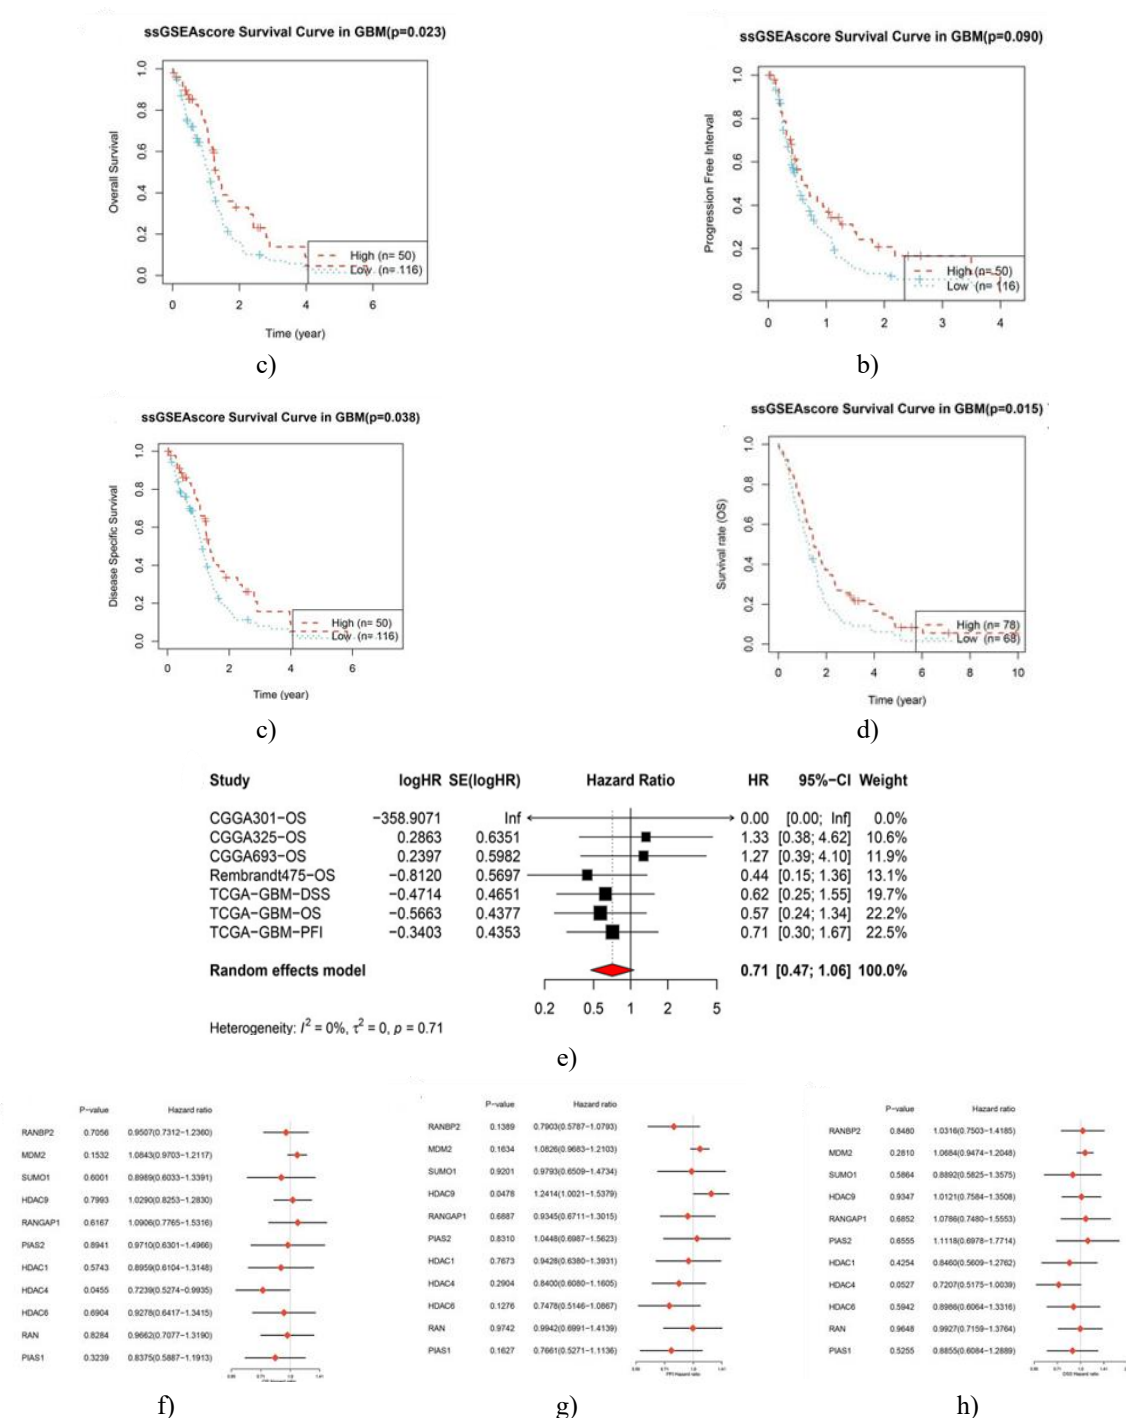 ssGSEAscore Survival Curve in GBM(p=0.023)
Overall Survival
0.0 0.2 0.4 0.6 0.8 1.0
High (n= 50)
Low (n= 116)
0 2 4 6
Time (year)
c)
ssGSEAscore Survival Curve in GBM(p=0.090)
Progression Free Interval
0.0 0.2 0.4 0.6 0.8 1.0
High (n= 50)
Low (n= 116)
0 1 2 3 4
b)
ssGSEAscore Survival Curve in GBM(p=0.038)
Disease Specific Survival
0.0 0.2 0.4 0.6 0.8 1.0
High (n= 50)
Low (n= 116)
0 2 4 6
Time (year)
c)
ssGSEAscore Survival Curve in GBM(p=0.015)
Survival rate (OS)
0.0 0.2 0.4 0.6 0.8 1.0
High (n= 78)
Low (n= 68)
0 2 4 6 8 10
Time (year)
d)
Study logHR SE(logHR) Hazard Ratio HR 95%−CI Weight
CGGA301−OS −358.9071 Inf 0.00 [0.00; Inf] 0.0%
CGGA325−OS 0.2863 0.6351 1.33 [0.38; 4.62] 10.6%
CGGA693−OS 0.2397 0.5982 1.27 [0.39; 4.10] 11.9%
Rembrandt475−OS −0.8120 0.5697 0.44 [0.15; 1.36] 13.1%
TCGA−GBM−DSS −0.4714 0.4651 0.62 [0.25; 1.55] 19.7%
TCGA−GBM−OS −0.5663 0.4377 0.57 [0.24; 1.34] 22.2%
TCGA−GBM−PFI −0.3403 0.4353 0.71 [0.30; 1.67] 22.5%
Random effects model 0.71 [0.47; 1.06] 100.0%
0.2 0.5 1 2 5
Heterogeneity: I² = 0%, τ² = 0, p = 0.71
e)
P−value Hazard ratio
RANBP2 0.7056 0.9507(0.7312−1.2360)
MDM2 0.1532 1.0843(0.9703−1.2117)
SUMO1 0.6001 0.8989(0.6033−1.3391)
HDAC9 0.7993 1.0290(0.8253−1.2830)
RANGAP1 0.6167 1.0906(0.7765−1.5316)
PIAS2 0.8941 0.9710(0.6301−1.4966)
HDAC1 0.5743 0.8959(0.6104−1.3148)
HDAC4 0.0455 0.7239(0.5274−0.9935)
HDAC6 0.6904 0.9278(0.6417−1.3415)
RAN 0.8284 0.9662(0.7077−1.3190)
PIAS1 0.3239 0.8375(0.5887−1.1913)
f)
P−value Hazard ratio
RANBP2 0.1389 0.7903(0.5787−1.0793)
MDM2 0.1634 1.0826(0.9683−1.2103)
SUMO1 0.9201 0.9793(0.6509−1.4734)
HDAC9 0.0478 1.2414(1.0021−1.5379)
RANGAP1 0.6887 0.9345(0.6711−1.3015)
PIAS2 0.8310 1.0448(0.6987−1.5623)
HDAC1 0.7673 0.9428(0.6380−1.3931)
HDAC4 0.2904 0.8400(0.6080−1.1605)
HDAC6 0.1276 0.7478(0.5146−1.0867)
RAN 0.9742 0.9942(0.6991−1.4139)
PIAS1 0.1627 0.7661(0.5271−1.1136)
PFI Hazard ratio
g)
P−value Hazard ratio
RANBP2 0.8480 1.0316(0.7503−1.4185)
MDM2 0.2810 1.0684(0.9474−1.2048)
SUMO1 0.5864 0.8892(0.5825−1.3575)
HDAC9 0.9347 1.0121(0.7584−1.3508)
RANGAP1 0.6852 1.0786(0.7480−1.5553)
PIAS2 0.6555 1.1118(0.6978−1.7714)
HDAC1 0.4254 0.8460(0.5609−1.2762)
HDAC4 0.0527 0.7207(0.5175−1.0039)
HDAC6 0.5942 0.8986(0.6064−1.3316)
RAN 0.9648 0.9927(0.7159−1.3764)
PIAS1 0.5255 0.8855(0.6084−1.2889)
h)